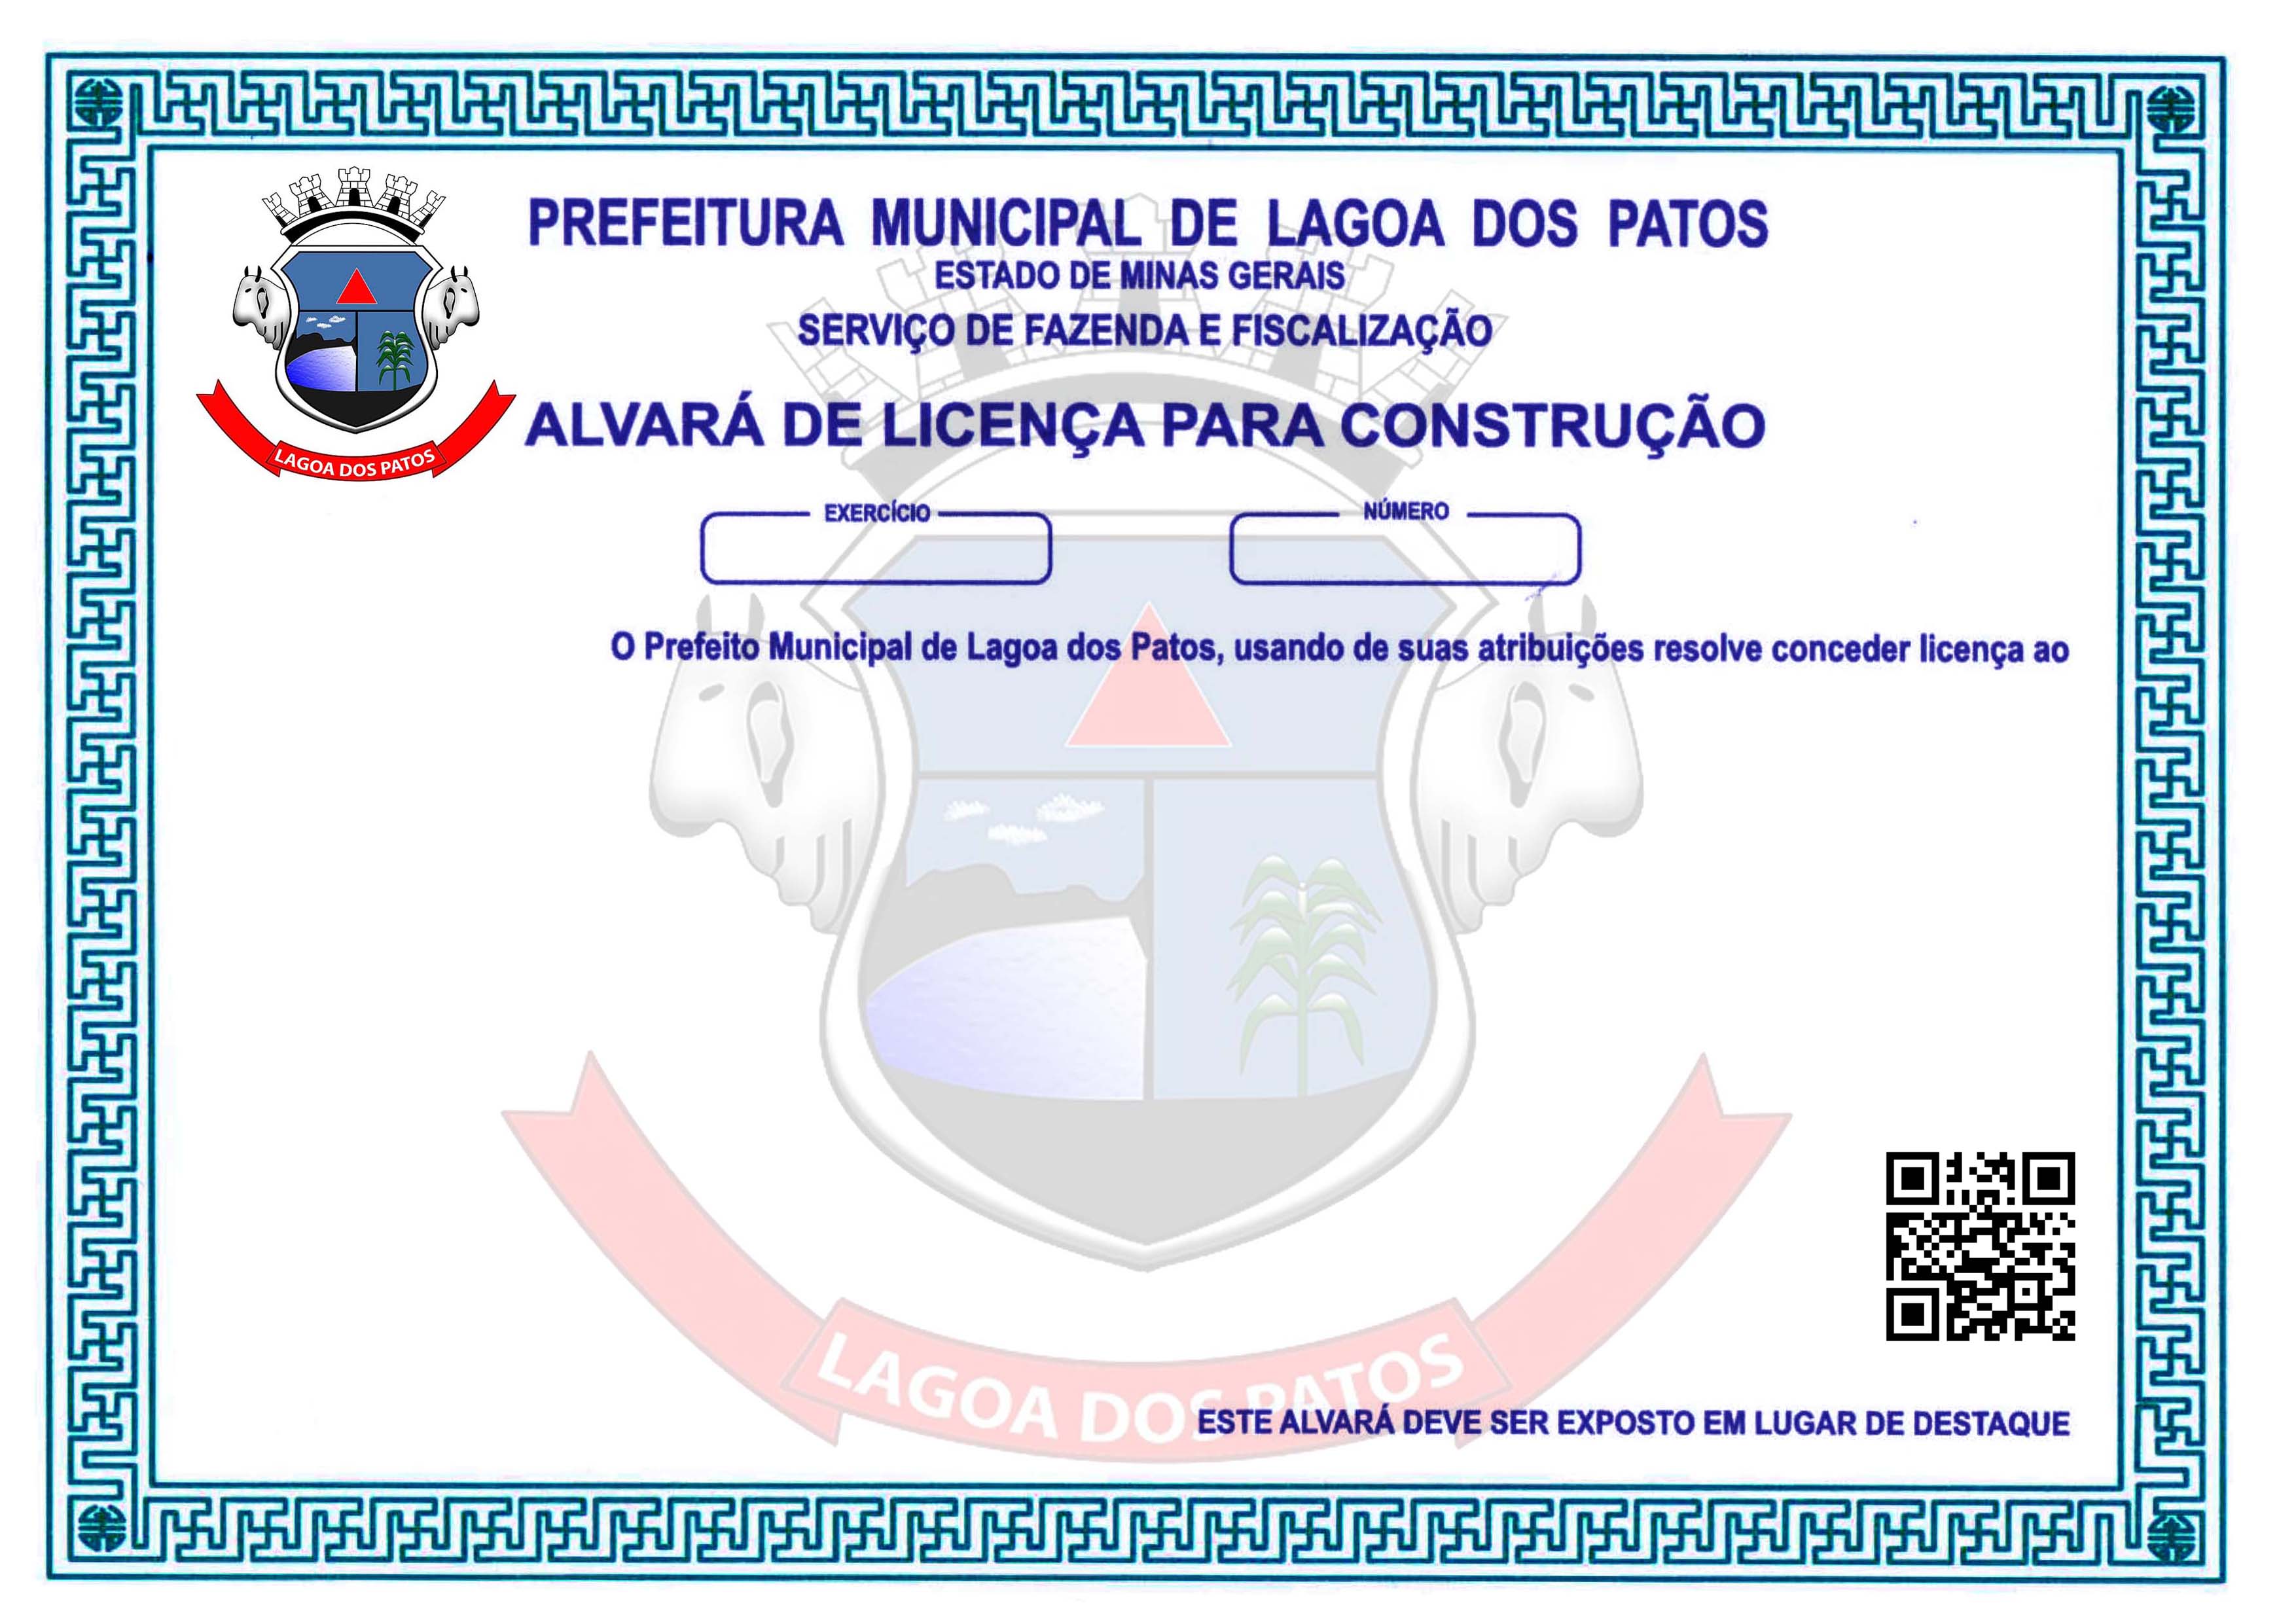 PREFEITURA MUNICIPAL DE LAGOA DOS PATOS
ESTADO DE MINAS GERAIS
SERVIÇO DE FAZENDA E FISCALIZAÇÃO
LAGOA DOS PATOS
ALVARÁ DE LICENÇA PARA CONSTRUÇÃO
EXERCÍCIO
NÚMERO
O Prefeito Municipal de Lagoa dos Patos, usando de suas atribuições resolve conceder licença ao
LAGOA DOS PATOS
ESTE ALVARÁ DEVE SER EXPOSTO EM LUGAR DE DESTAQUE